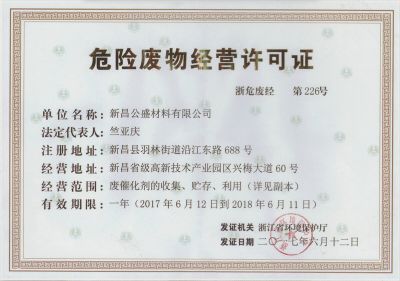 危险废物经营许可证
浙危废经 第226号
单位名称：新昌公盛材料有限公司
法定代表人：竺亚庆
注册地址：新昌县羽林街道沿江东路688号
经营地址：新昌省级高新技术产业园区兴梅大道60号
经营范围：废催化剂的收集、贮存、利用（详见副本）
有效期限：一年（2017年6月12日到2018年6月11日）
发证机关 浙江省环境保护厅
发证日期 二〇一七年六月十二日